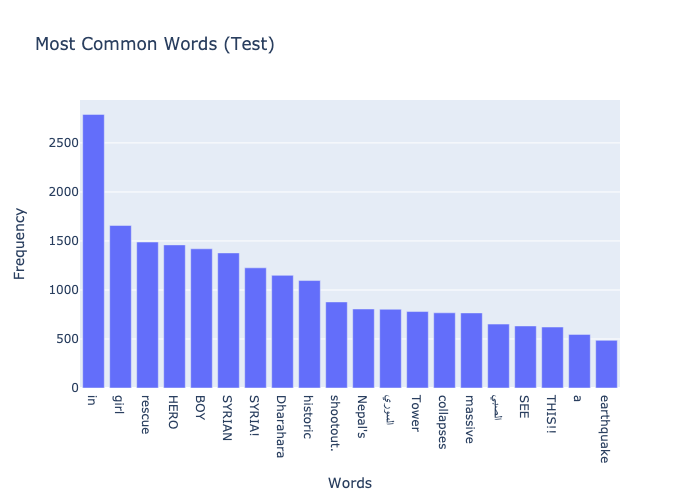 Most Common Words (Test)
Frequency
2500
2000
1500
1000
500
0
in
girl
rescue
HERO
BOY
SYRIAN
SYRIA!
Dharahara
historic
shootout.
Nepal's
السوري
Tower
collapses
massive
الصيني
SEE
THIS!!
a
earthquake
Words